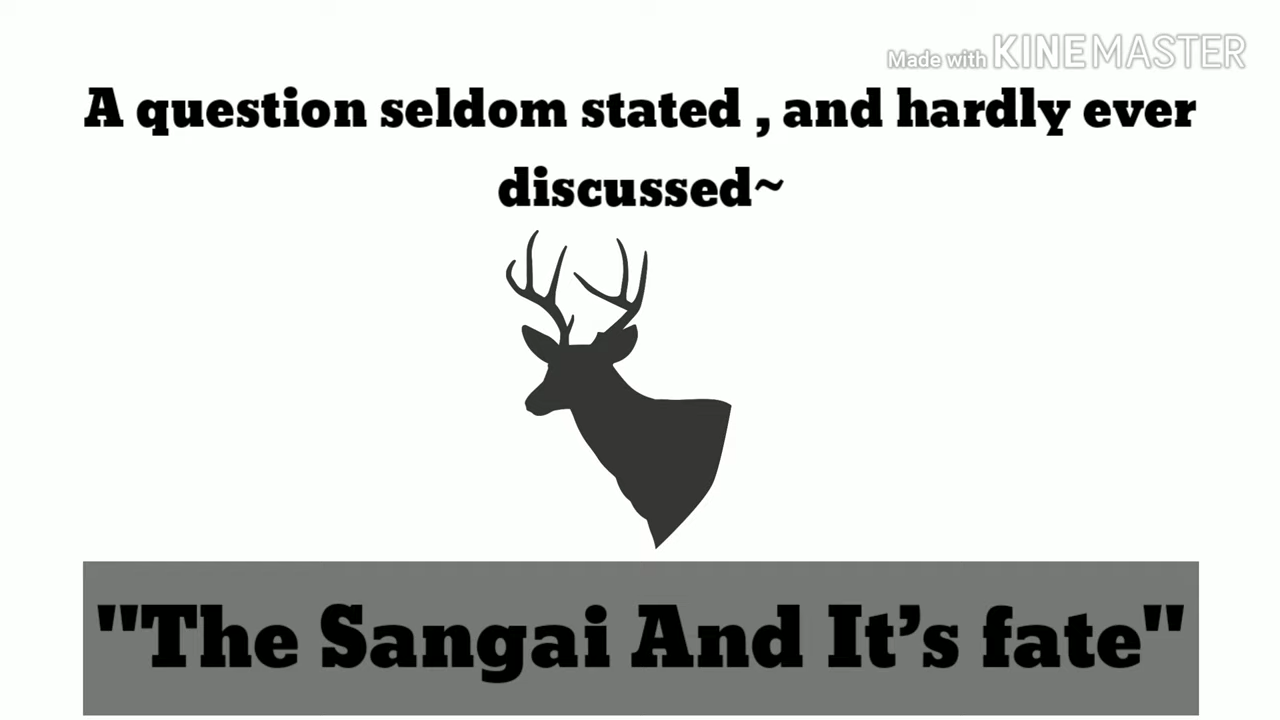 Made with KINEMASTER
A question seldom stated , and hardly ever
discussed~
"The Sangai And It’s fate"